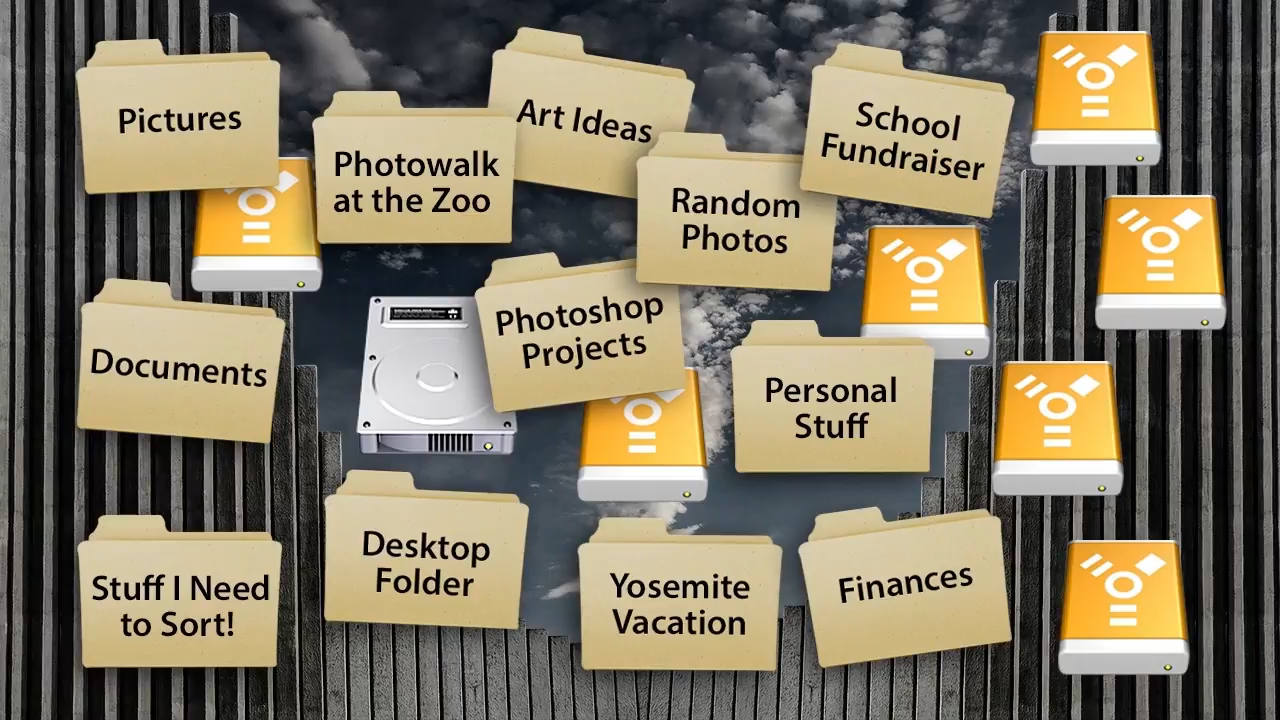 Pictures
Photowalk
at the Zoo
Art Ideas
School
Fundraiser
Random
Photos
Documents
Photoshop
Projects
Personal
Stuff
Stuff I Need
to Sort!
Desktop
Folder
Yosemite
Vacation
Finances